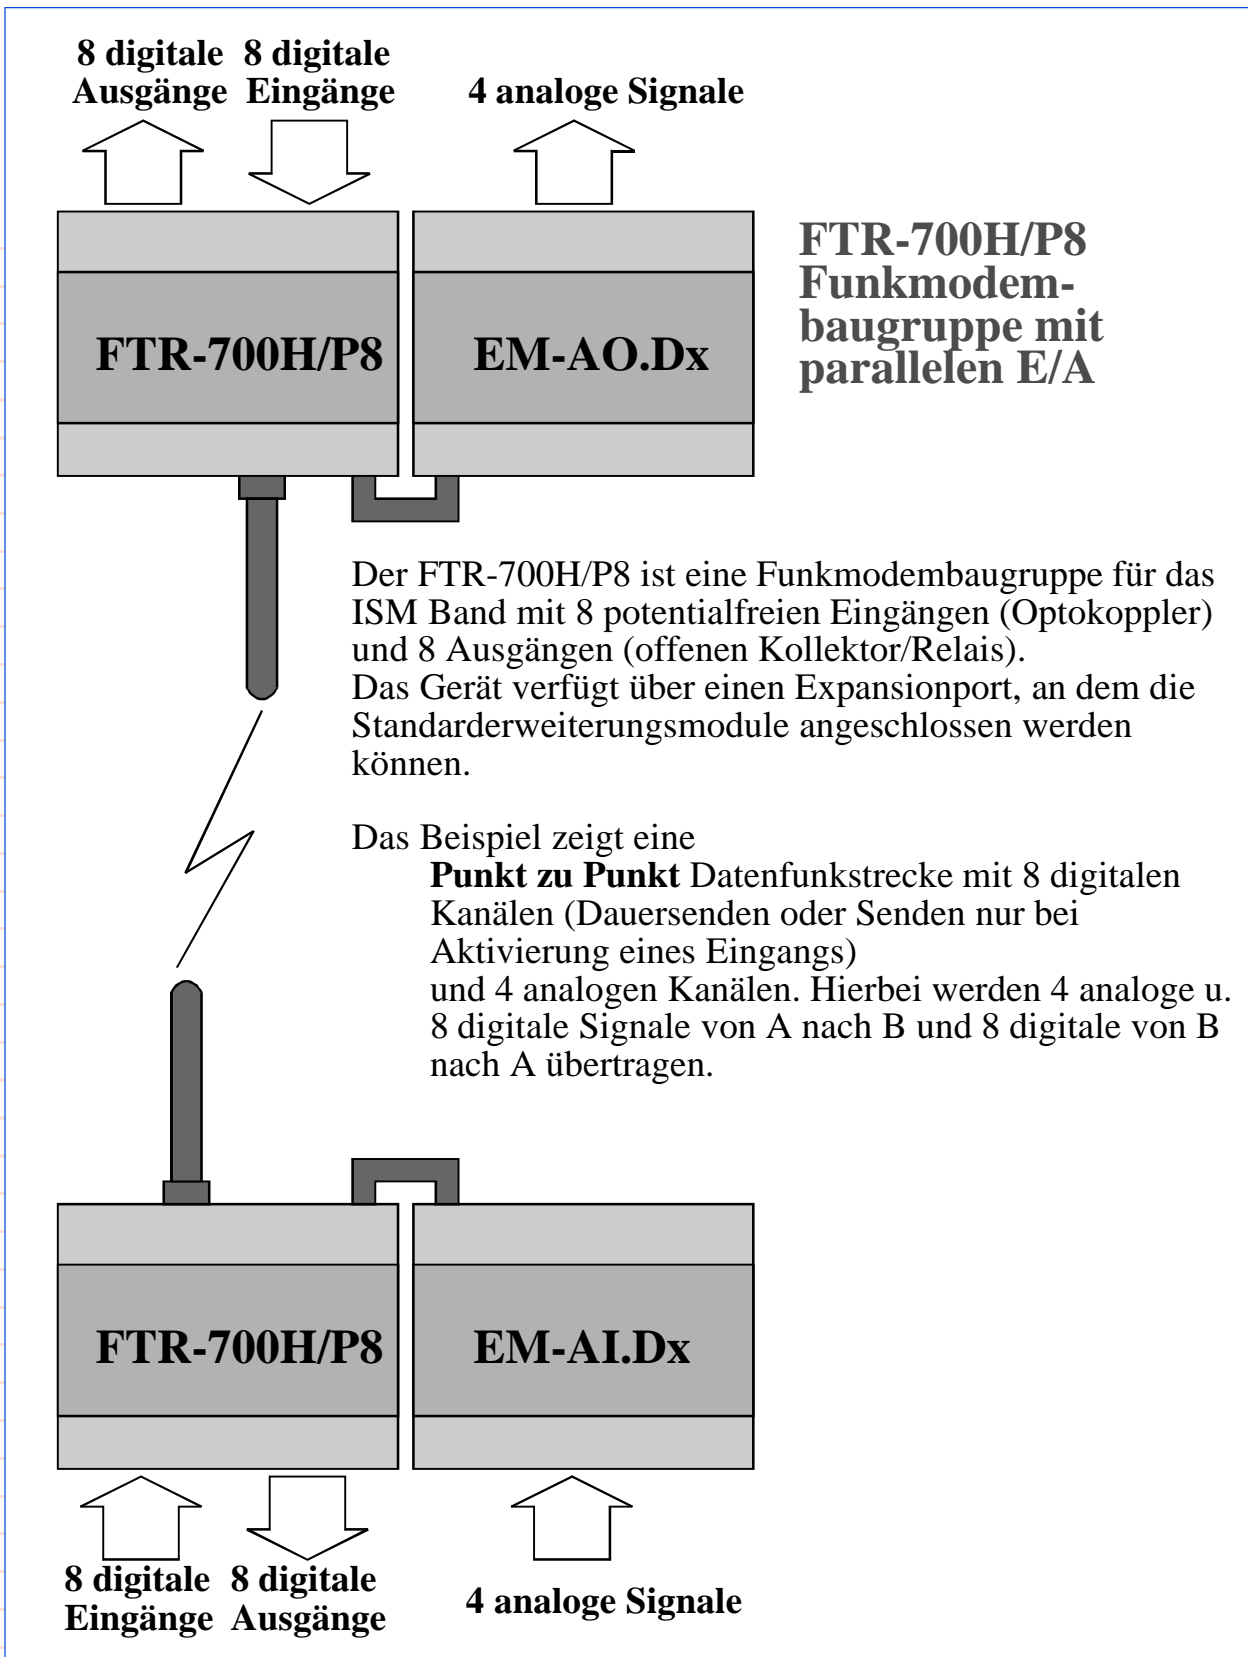 8 digitale 8 digitale
Ausgänge Eingänge 4 analoge Signale
FTR-700H/P8
Funkmodem-
baugruppe mit
parallelen E/A
FTR-700H/P8 EM-AO.Dx
Der FTR-700H/P8 ist eine Funkmodembaugruppe für das
ISM Band mit 8 potentialfreien Eingängen (Optokoppler)
und 8 Ausgängen (offenen Kollektor/Relais).
Das Gerät verfügt über einen Expansionport, an dem die
Standarderweiterungsmodule angeschlossen werden
können.
Das Beispiel zeigt eine
Punkt zu Punkt Datenfunkstrecke mit 8 digitalen
Kanälen (Dauersenden oder Senden nur bei
Aktivierung eines Eingangs)
und 4 analogen Kanälen. Hierbei werden 4 analoge u.
8 digitale Signale von A nach B und 8 digitale von B
nach A übertragen.
FTR-700H/P8 EM-AI.Dx
8 digitale 8 digitale
Eingänge Ausgänge 4 analoge Signale